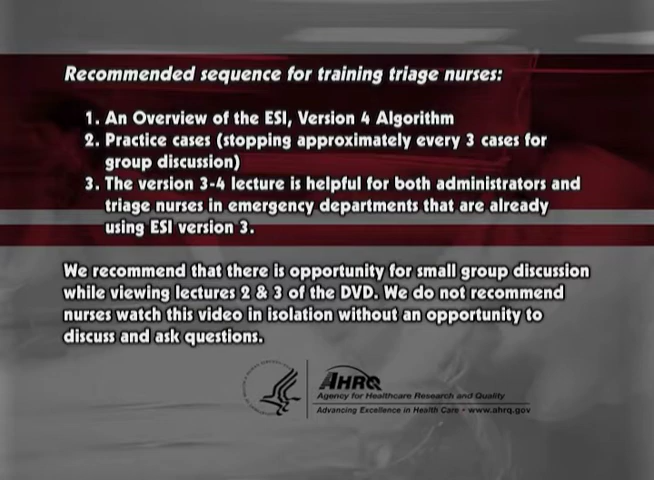 Recommended sequence for training triage nurses:
1. An Overview of the ESI, Version 4 Algorithm
2. Practice cases (stopping approximately every 3 cases for
group discussion)
3. The version 3-4 lecture is helpful for both administrators and
triage nurses in emergency departments that are already
using ESI version 3.
We recommend that there is opportunity for small group discussion
while viewing lectures 2 & 3 of the DVD. We do not recommend
nurses watch this video in isolation without an opportunity to
discuss and ask questions.
AHRQ
Agency for Healthcare Research and Quality
Advancing Excellence in Health Care • www.ahrq.gov